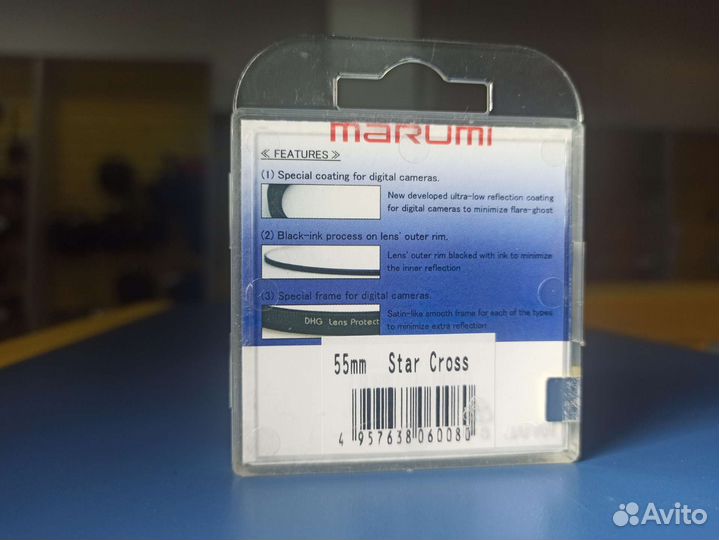 marumi
≪ FEATURES ≫
(1) Special coating for digital cameras.
New developed ultra-low reflection coating
for digital cameras to minimize flare-ghost
(2) Black-ink process on lens' outer rim.
Lens' outer rim blacked with ink to minimize
the inner reflection
(3) Special frame for digital cameras.
DHG Lens Protect
Satin-like smooth frame for each of the types
to minimize extra reflection.
55mm Star Cross
4 957638 060080
Avito